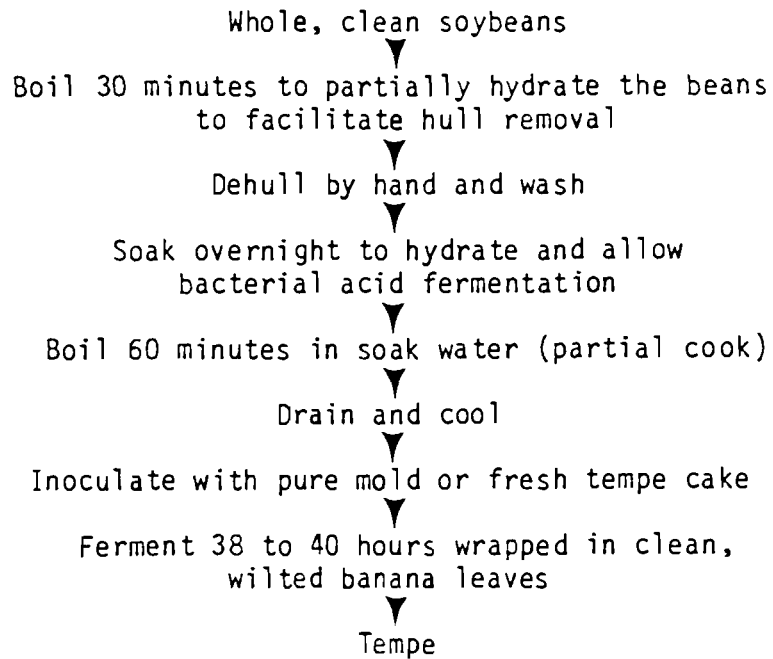 Whole, clean soybeans
Boil 30 minutes to partially hydrate the beans
to facilitate hull removal
Dehull by hand and wash
Soak overnight to hydrate and allow
bacterial acid fermentation
Boil 60 minutes in soak water (partial cook)
Drain and cool
Inoculate with pure mold or fresh tempe cake
Ferment 38 to 40 hours wrapped in clean,
wilted banana leaves
Tempe